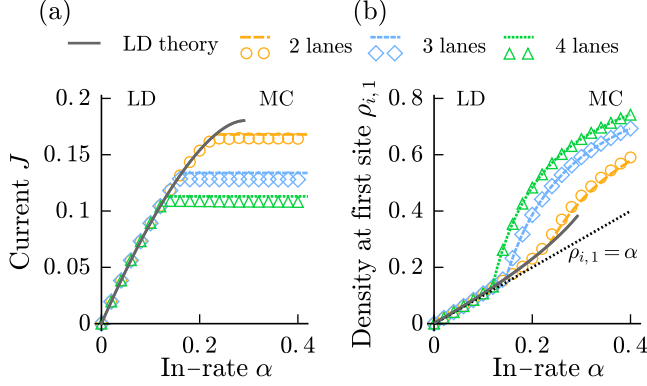 (a) (b)
LD theory 2 lanes 3 lanes 4 lanes
LD MC
0.2
0.15
0.1
0.05
0
Current J
0 0.2 0.4
In−rate α
LD MC
0.8
0.6
0.4
0.2
0
Density at first site ρi,1
ρi,1 = α
0 0.2 0.4
In−rate α